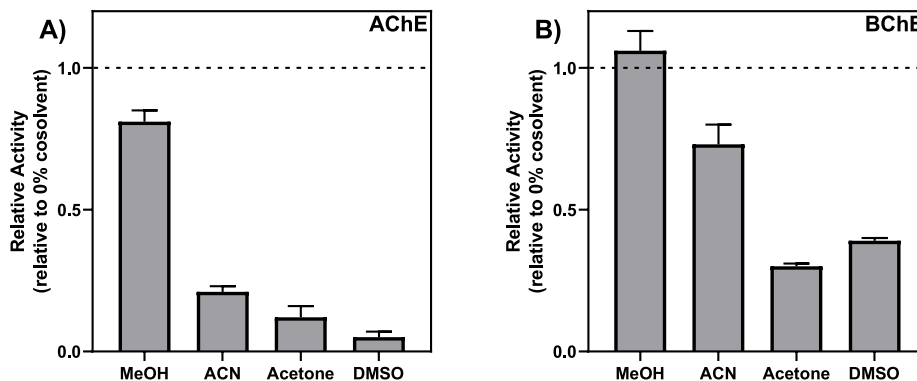 A)
AChE
Relative Activity
(relative to 0% cosolvent)
1.0
0.5
0.0
MeOH ACN Acetone DMSO
B)
BChE
Relative Activity
(relative to 0% cosolvent)
1.0
0.5
0.0
MeOH ACN Acetone DMSO